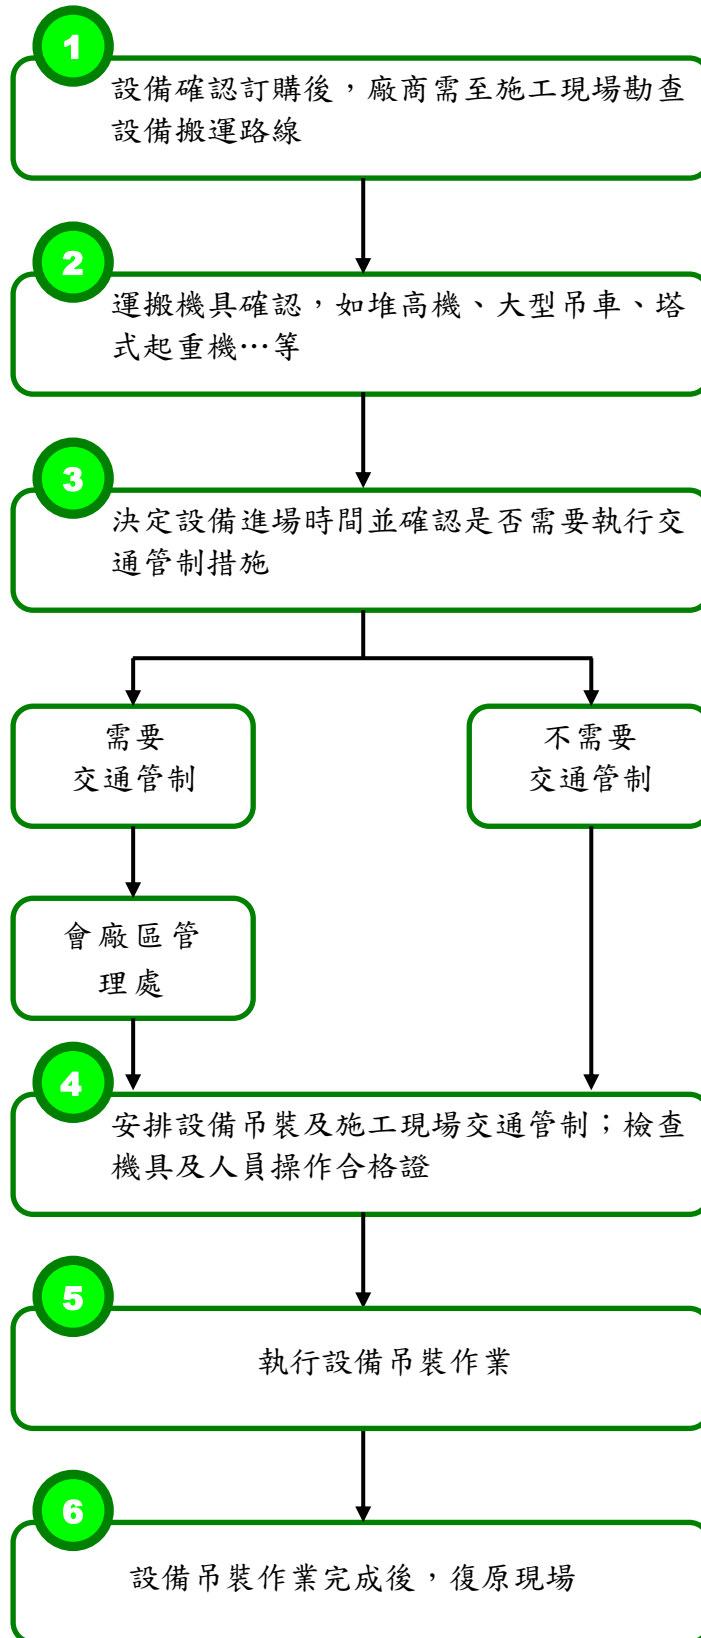 1
設備確認訂購後，廠商需至施工現場勘查
設備搬運路線
2
運搬機具確認，如堆高機、大型吊車、塔
式起重機…等
3
決定設備進場時間並確認是否需要執行交
通管制措施
需要
交通管制
不需要
交通管制
會廠區管
理處
4
安排設備吊裝及施工現場交通管制；檢查
機具及人員操作合格證
5
執行設備吊裝作業
6
設備吊裝作業完成後，復原現場